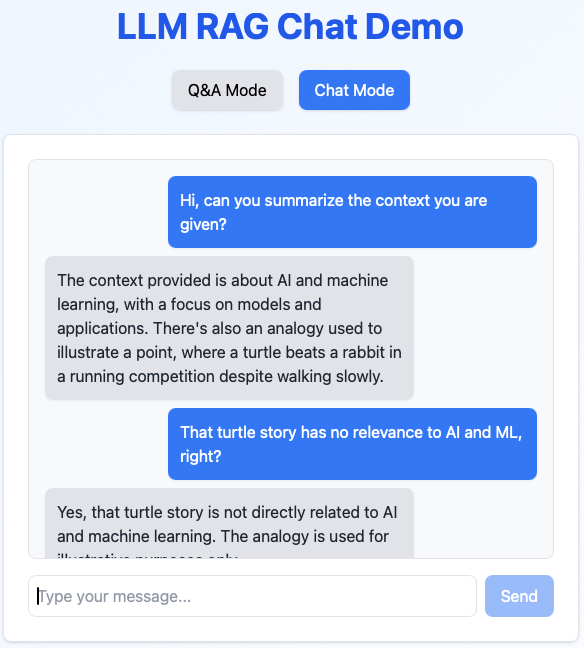 LLM RAG Chat Demo
Q&A Mode
Chat Mode
Hi, can you summarize the context you are
given?
The context provided is about AI and machine
learning, with a focus on models and
applications. There's also an analogy used to
illustrate a point, where a turtle beats a rabbit in
a running competition despite walking slowly.
That turtle story has no relevance to AI and ML,
right?
Yes, that turtle story is not directly related to AI
and machine learning. The analogy is used for
illustrative purposes only.
Type your message...
Send